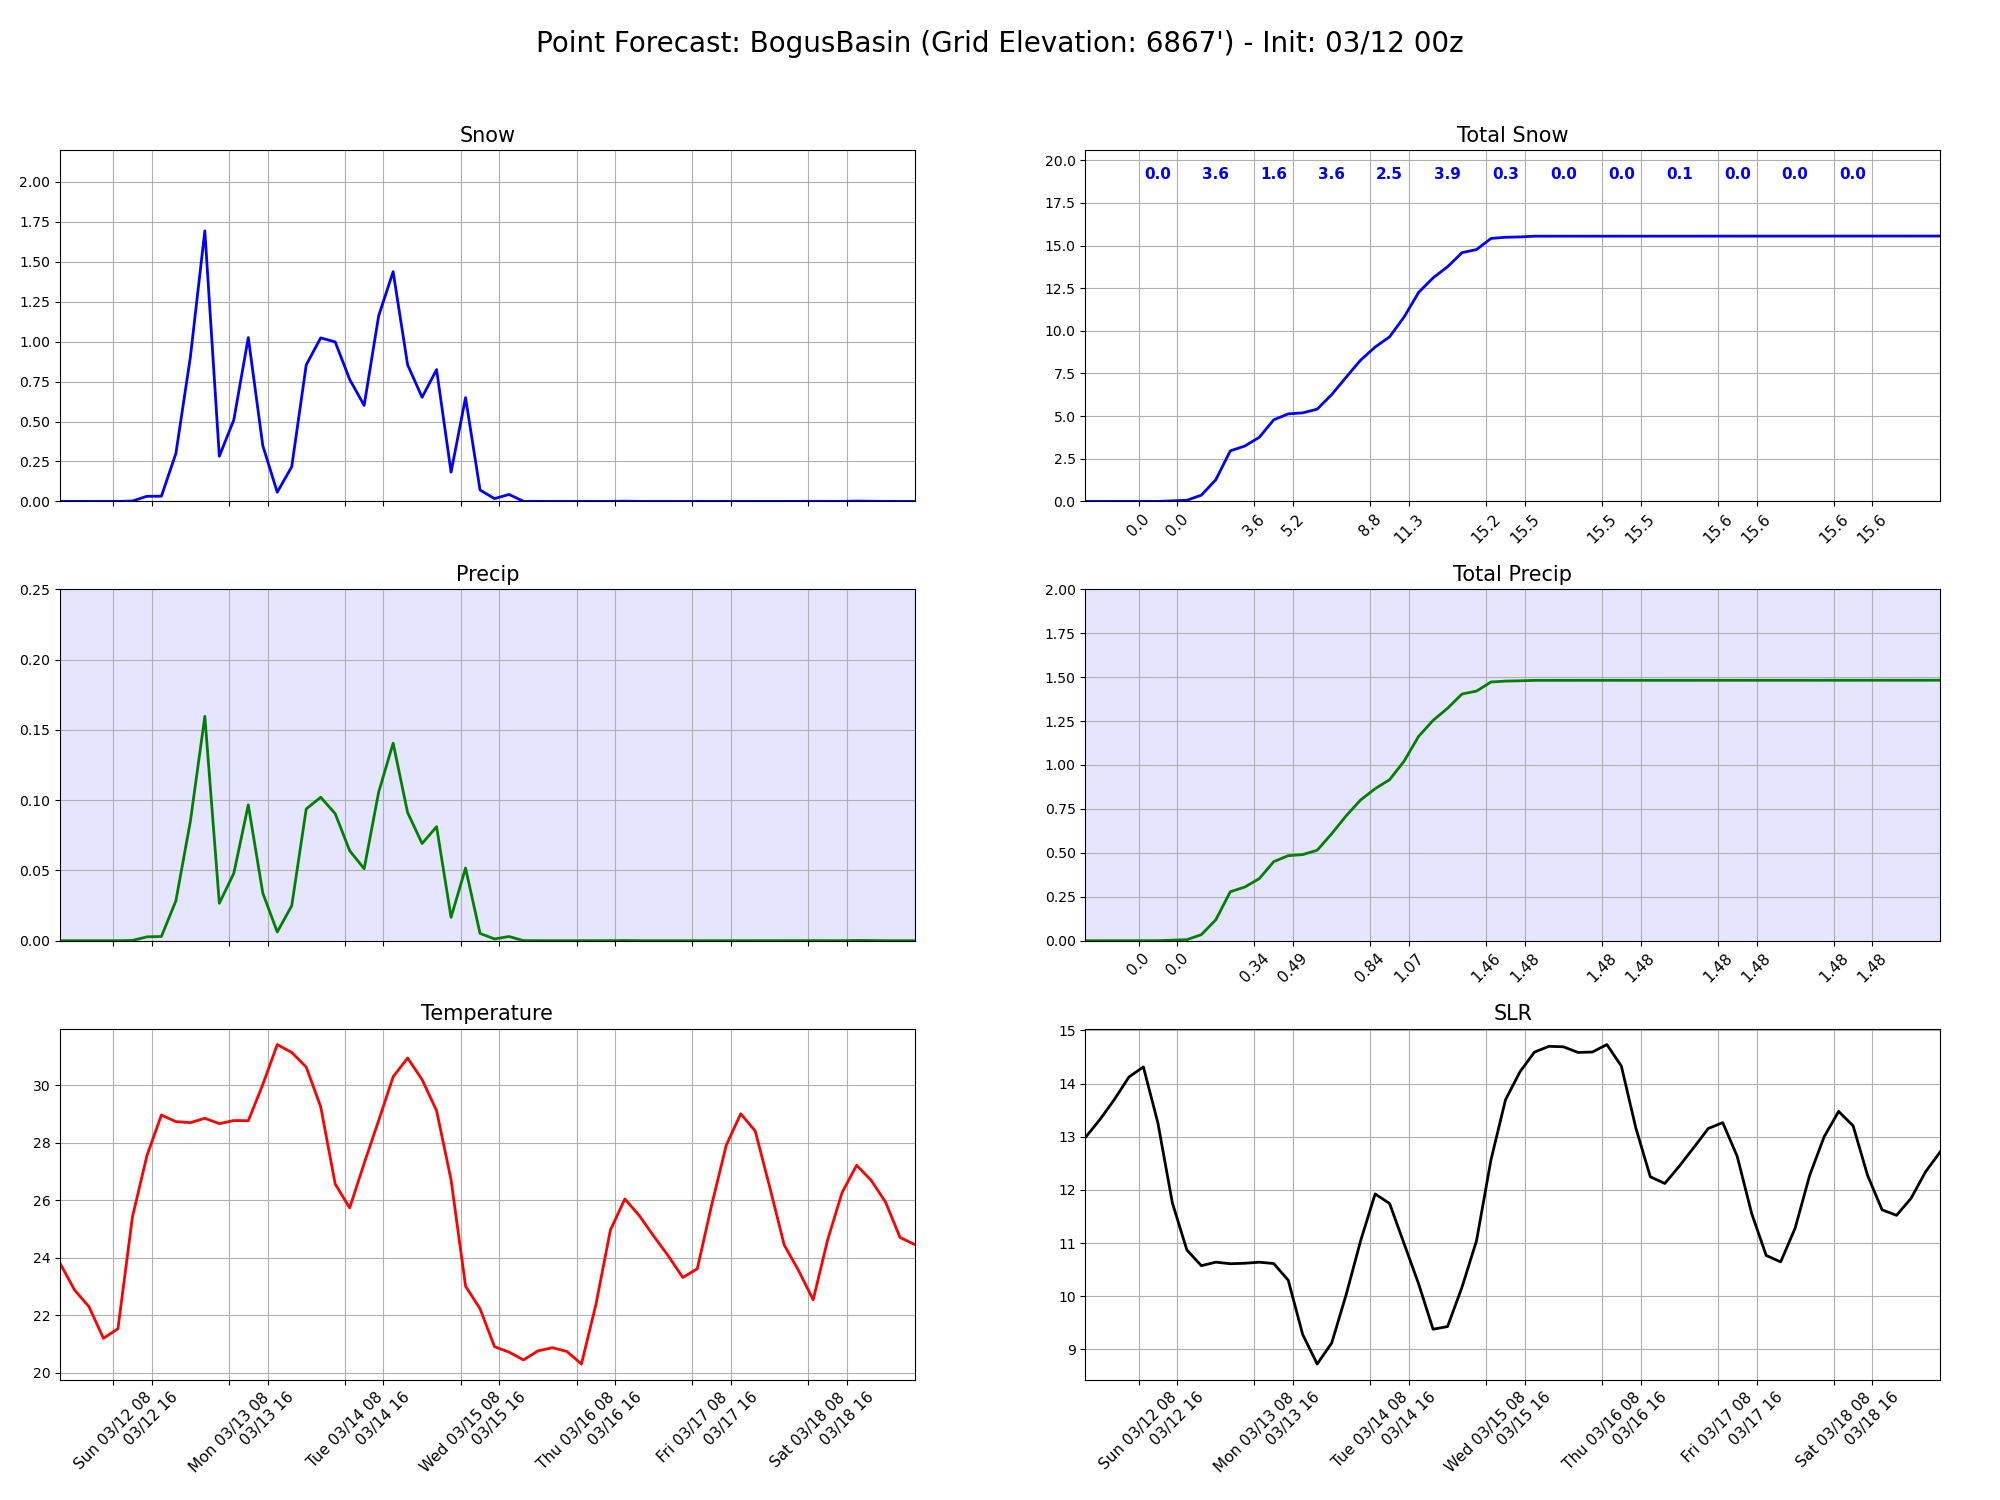 Point Forecast: BogusBasin (Grid Elevation: 6867') - Init: 03/12 00z
Snow
2.00
1.75
1.50
1.25
1.00
0.75
0.50
0.25
0.00
Total Snow
20.0
17.5
15.0
12.5
10.0
7.5
5.0
2.5
0.0
0.0 3.6 1.6 3.6 2.5 3.9 0.3 0.0 0.0 0.1 0.0 0.0 0.0
0.0 0.0 3.6 5.2 8.8 11.3 15.2 15.5 15.5 15.5 15.6 15.6 15.6 15.6
Precip
0.25
0.20
0.15
0.10
0.05
0.00
Total Precip
2.00
1.75
1.50
1.25
1.00
0.75
0.50
0.25
0.00
0.0 0.0 0.34 0.49 0.84 1.07 1.46 1.48 1.48 1.48 1.48 1.48 1.48 1.48
Temperature
30
28
26
24
22
20
Sun 03/12 08
03/12 16
Mon 03/13 08
03/13 16
Tue 03/14 08
03/14 16
Wed 03/15 08
03/15 16
Thu 03/16 08
03/16 16
Fri 03/17 08
03/17 16
Sat 03/18 08
03/18 16
SLR
15
14
13
12
11
10
9
Sun 03/12 08
03/12 16
Mon 03/13 08
03/13 16
Tue 03/14 08
03/14 16
Wed 03/15 08
03/15 16
Thu 03/16 08
03/16 16
Fri 03/17 08
03/17 16
Sat 03/18 08
03/18 16